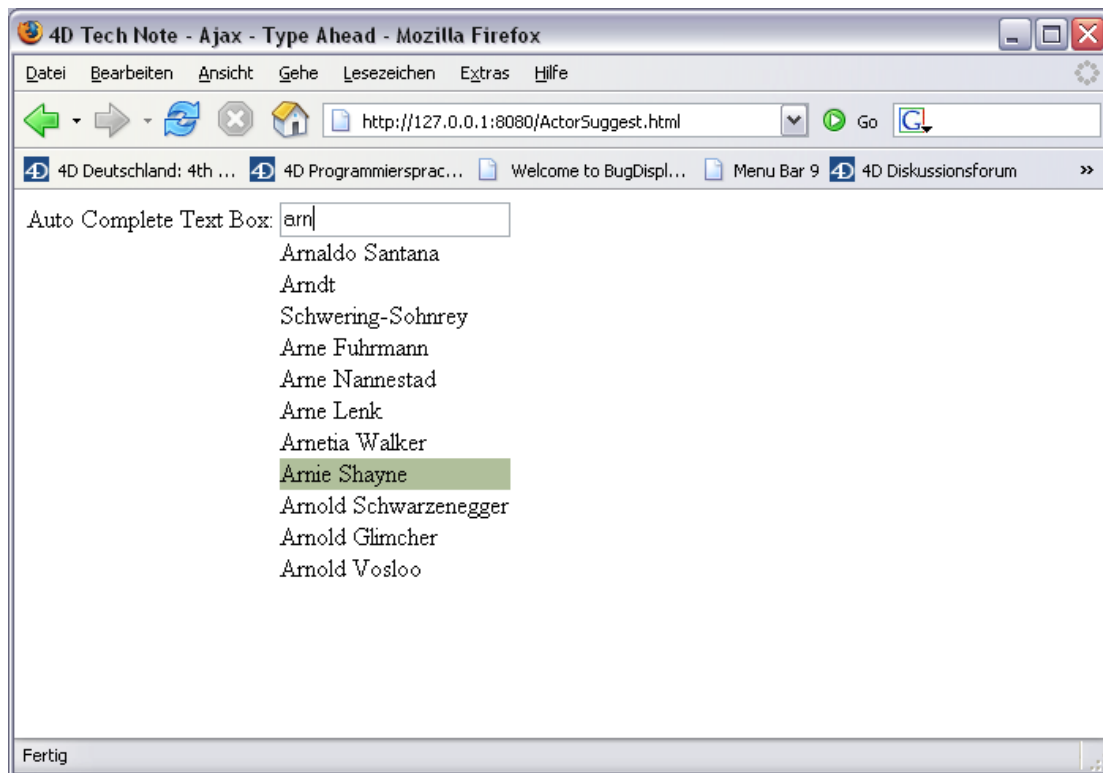 4D Tech Note - Ajax - Type Ahead - Mozilla Firefox
Datei Bearbeiten Ansicht Gehe Lesezeichen Extras Hilfe
http://127.0.0.1:8080/ActorSuggest.html Go G
4D 4D Deutschland: 4th ... 4D 4D Programmiersprac... Welcome to BugDispl... Menu Bar 9 4D 4D Diskussionsforum »
Auto Complete Text Box: arn
Arnaldo Santana
Arndt
Schwering-Sohnrey
Arne Fuhrmann
Arne Nannestad
Arne Lenk
Arnetia Walker
Arnie Shayne
Arnold Schwarzenegger
Arnold Glimcher
Arnold Vosloo
Fertig